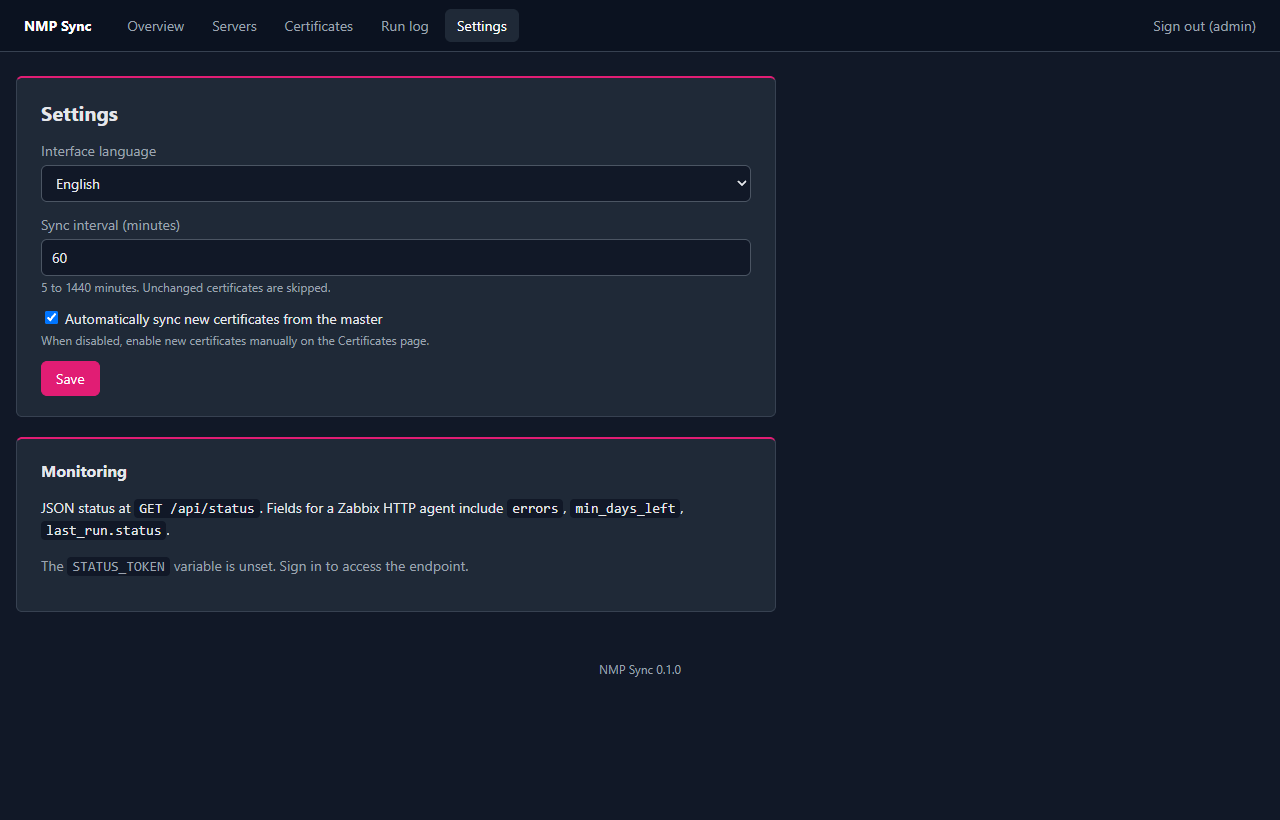 NMP Sync Overview Servers Certificates Run log Settings Sign out (admin)
Settings
Interface language
English
Sync interval (minutes)
60
5 to 1440 minutes. Unchanged certificates are skipped.
Automatically sync new certificates from the master
When disabled, enable new certificates manually on the Certificates page.
Save
Monitoring
JSON status at GET /api/status. Fields for a Zabbix HTTP agent include errors, min_days_left,
last_run.status.
The STATUS_TOKEN variable is unset. Sign in to access the endpoint.
NMP Sync 0.1.0